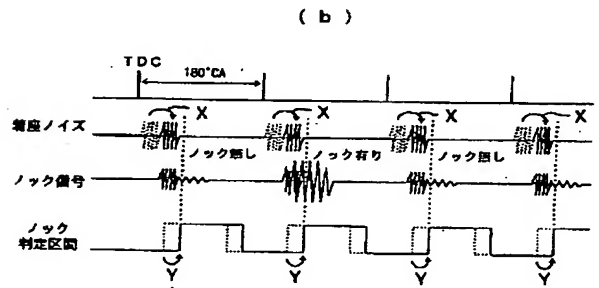 ( b )
TDC
180°CA
X X X X
着座ノイズ
ノック無し ノック有り ノック無し
ノック信号
ノック
判定区間
Y Y Y Y